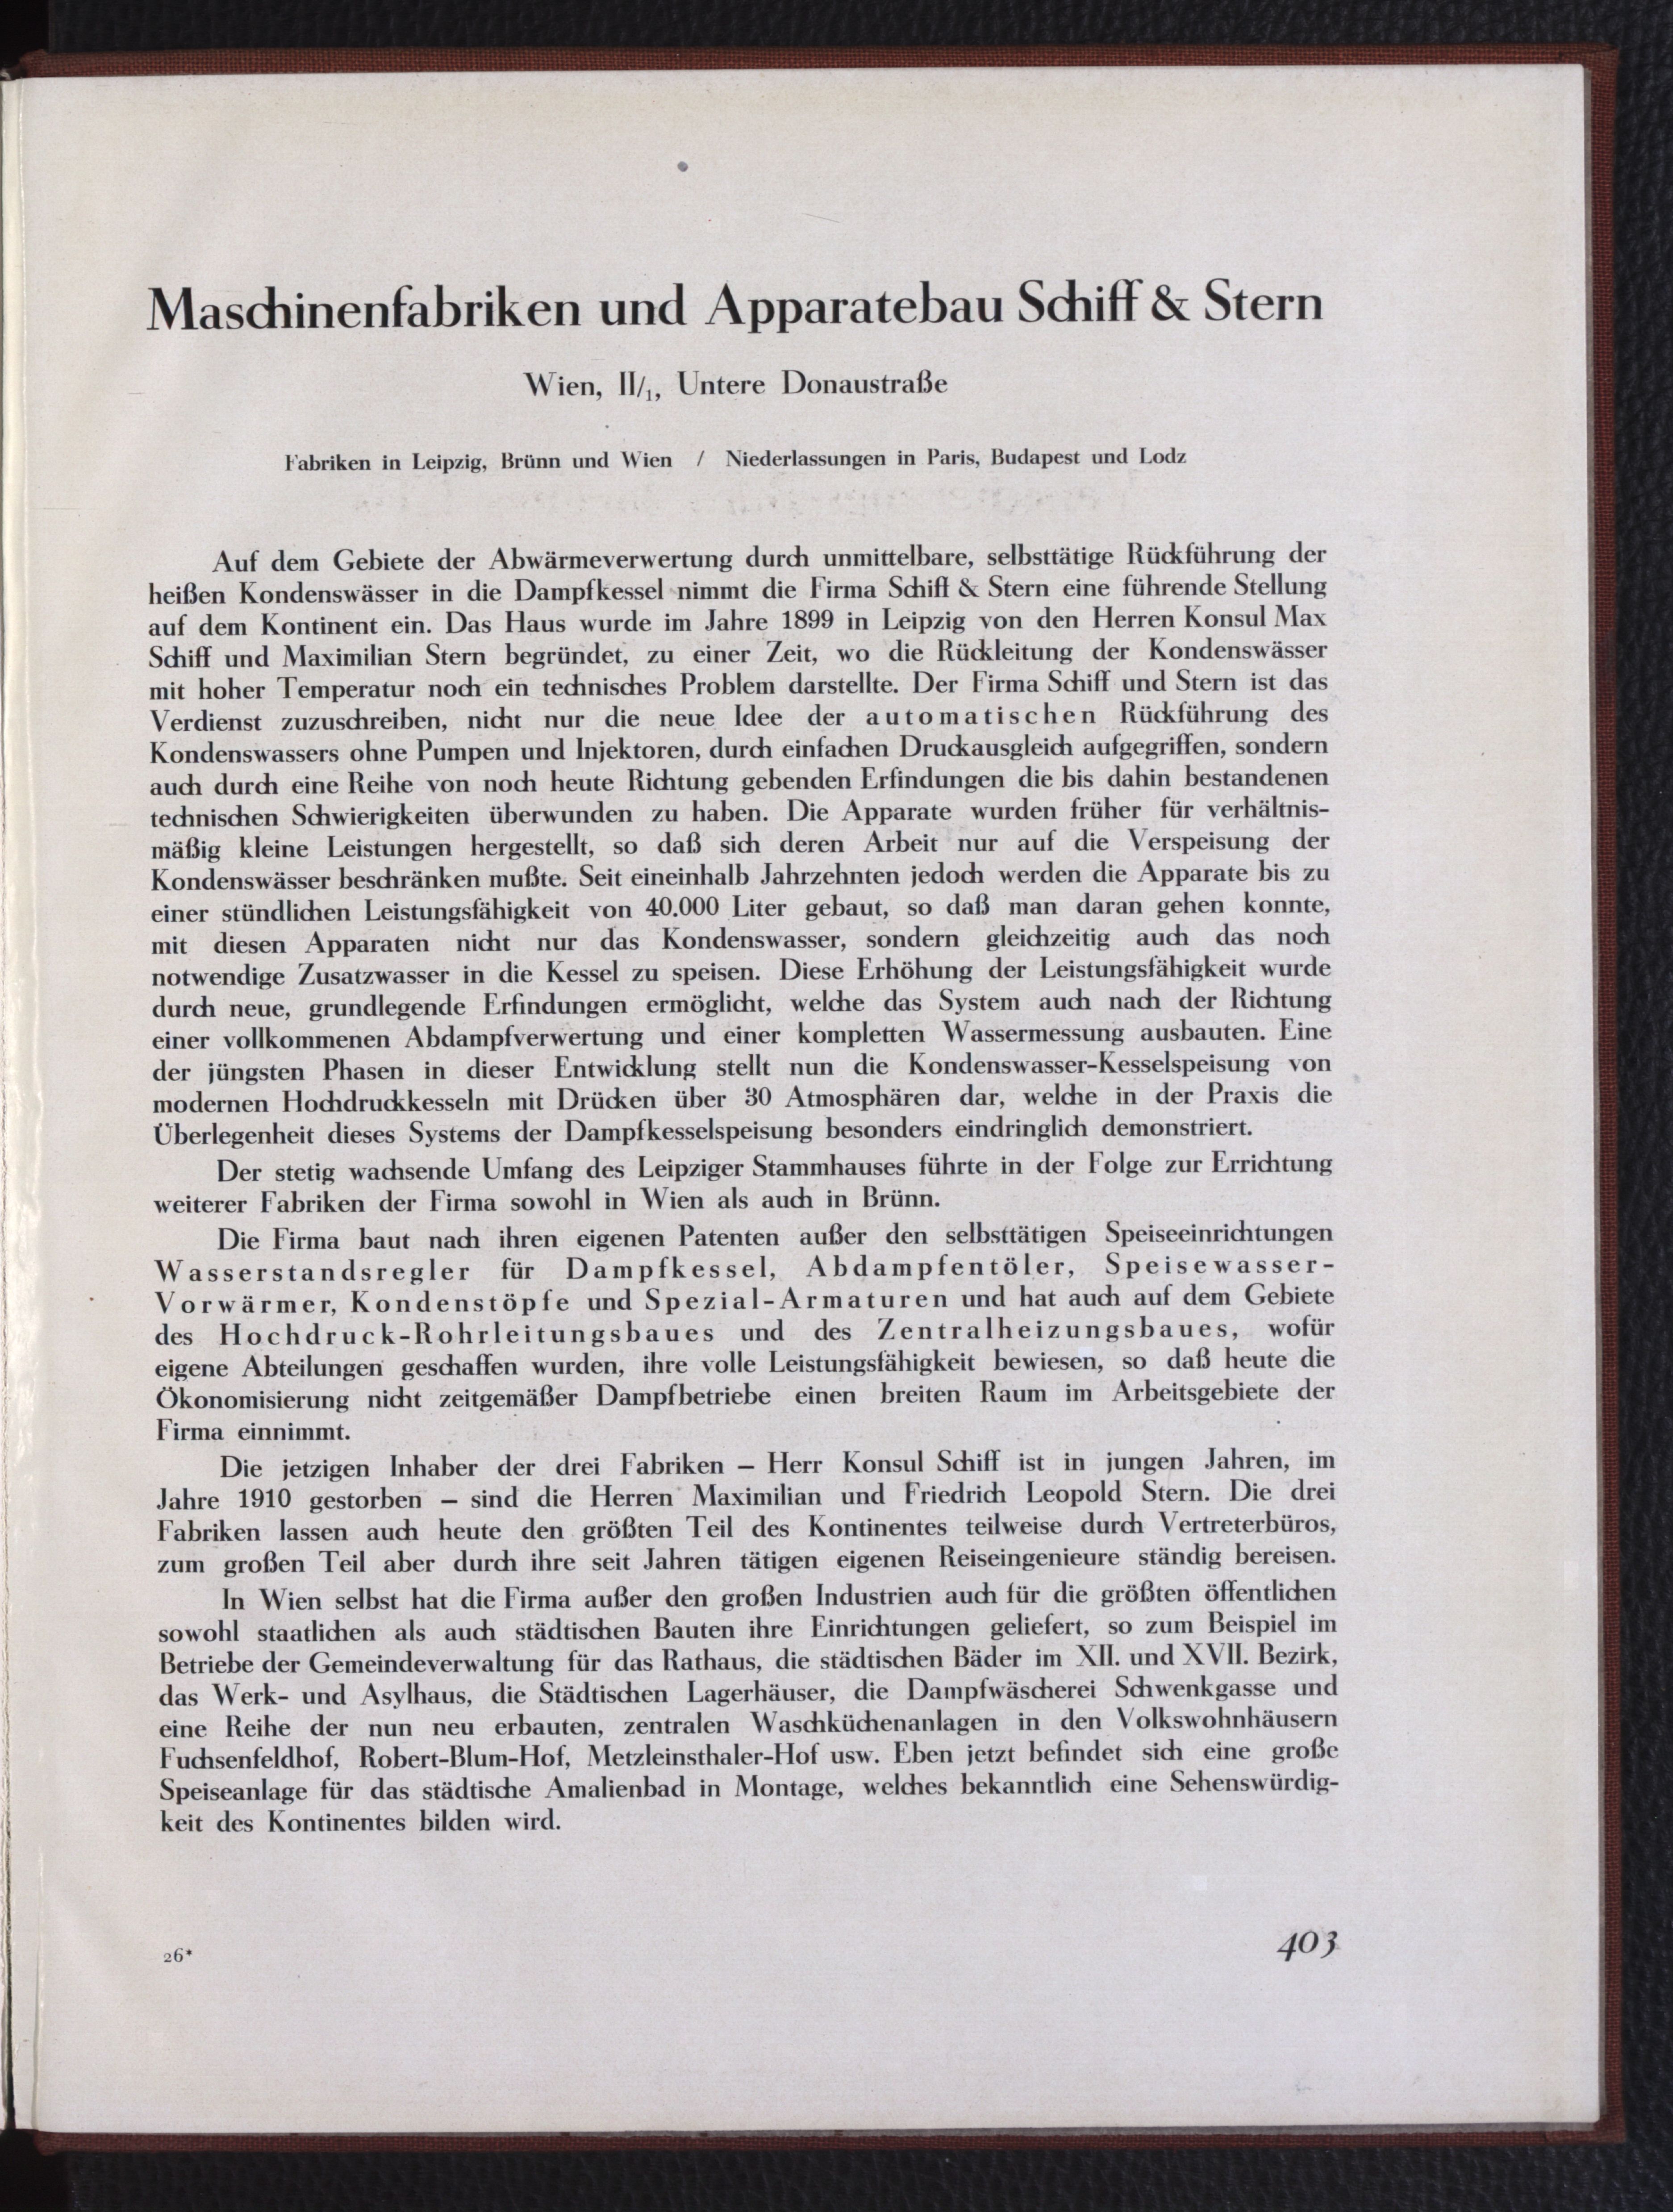 Maschinenfabriken und Apparatebau Schiff & Stern
Wien, II/1, Untere Donaustraße
Fabriken in Leipzig, Brünn und Wien / Niederlassungen in Paris, Budapest und Lodz
Auf dem Gebiete der Abwärmeverwertung durch unmittelbare, selbsttätige Rückführung der
heißen Kondenswässer in die Dampfkessel nimmt die Firma Schiff & Stern eine führende Stellung
auf dem Kontinent ein. Das Haus wurde im Jahre 1899 in Leipzig von den Herren Konsul Max
Schiff und Maximilian Stern begründet, zu einer Zeit, wo die Rückleitung der Kondenswässer
mit hoher Temperatur noch ein technisches Problem darstellte. Der Firma Schiff und Stern ist das
Verdienst zuzuschreiben, nicht nur die neue Idee der automatischen Rückführung des
Kondenswassers ohne Pumpen und Injektoren, durch einfachen Druckausgleich aufgegriffen, sondern
auch durch eine Reihe von noch heute Richtung gebenden Erfindungen die bis dahin bestandenen
technischen Schwierigkeiten überwunden zu haben. Die Apparate wurden früher für verhältnis-
mäßig kleine Leistungen hergestellt, so daß sich deren Arbeit nur auf die Verspeisung der
Kondenswässer beschränken mußte. Seit eineinhalb Jahrzehnten jedoch werden die Apparate bis zu
einer stündlichen Leistungsfähigkeit von 40.000 Liter gebaut, so daß man daran gehen konnte,
mit diesen Apparaten nicht nur das Kondenswasser, sondern gleichzeitig auch das noch
notwendige Zusatzwasser in die Kessel zu speisen. Diese Erhöhung der Leistungsfähigkeit wurde
durch neue, grundlegende Erfindungen ermöglicht, welche das System auch nach der Richtung
einer vollkommenen Abdampfverwertung und einer kompletten Wassermessung ausbauten. Eine
der jüngsten Phasen in dieser Entwicklung stellt nun die Kondenswasser-Kesselspeisung von
modernen Hochdruckkesseln mit Drücken über 30 Atmosphären dar, welche in der Praxis die
Überlegenheit dieses Systems der Dampfkesselspeisung besonders eindringlich demonstriert.
Der stetig wachsende Umfang des Leipziger Stammhauses führte in der Folge zur Errichtung
weiterer Fabriken der Firma sowohl in Wien als auch in Brünn.
Die Firma baut nach ihren eigenen Patenten außer den selbsttätigen Speiseeinrichtungen
Wasserstandsregler für Dampfkessel, Abdampfentöler, Speisewasser-
Vorwärmer, Kondenstöpfe und Spezial-Armaturen und hat auch auf dem Gebiete
des Hochdruck-Rohrleitungsbaues und des Zentralheizungsbaues, wofür
eigene Abteilungen geschaffen wurden, ihre volle Leistungsfähigkeit bewiesen, so daß heute die
Ökonomisierung nicht zeitgemäßer Dampfbetriebe einen breiten Raum im Arbeitsgebiete der
Firma einnimmt.
Die jetzigen Inhaber der drei Fabriken – Herr Konsul Schiff ist in jungen Jahren, im
Jahre 1910 gestorben – sind die Herren Maximilian und Friedrich Leopold Stern. Die drei
Fabriken lassen auch heute den größten Teil des Kontinentes teilweise durch Vertreterbüros,
zum großen Teil aber durch ihre seit Jahren tätigen eigenen Reiseingenieure ständig bereisen.
In Wien selbst hat die Firma außer den großen Industrien auch für die größten öffentlichen
sowohl staatlichen als auch städtischen Bauten ihre Einrichtungen geliefert, so zum Beispiel im
Betriebe der Gemeindeverwaltung für das Rathaus, die städtischen Bäder im XII. und XVII. Bezirk,
das Werk- und Asylhaus, die Städtischen Lagerhäuser, die Dampfwäscherei Schwenkgasse und
eine Reihe der nun neu erbauten, zentralen Waschküchenanlagen in den Volkswohnhäusern
Fuchsenfeldhof, Robert-Blum-Hof, Metzleinsthaler-Hof usw. Eben jetzt befindet sich eine große
Speiseanlage für das städtische Amalienbad in Montage, welches bekanntlich eine Sehenswürdig-
keit des Kontinentes bilden wird.
26*
403